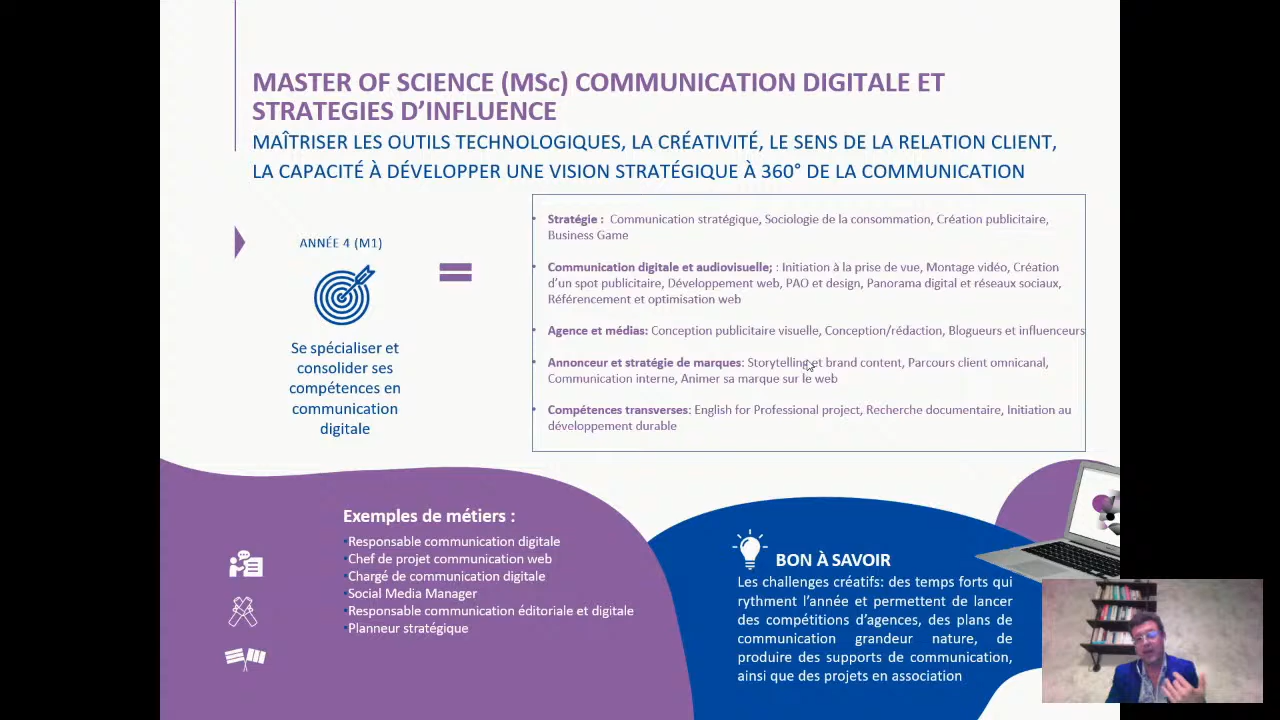 MASTER OF SCIENCE (MSc) COMMUNICATION DIGITALE ET
STRATEGIES D'INFLUENCE
MAÎTRISER LES OUTILS TECHNOLOGIQUES, LA CRÉATIVITÉ, LE SENS DE LA RELATION CLIENT,
LA CAPACITÉ À DÉVELOPPER UNE VISION STRATÉGIQUE À 360° DE LA COMMUNICATION
ANNÉE 4 (M1)
Se spécialiser et
consolider ses
compétences en
communication
digitale
• Stratégie : Communication stratégique, Sociologie de la consommation, Création publicitaire,
Business Game
• Communication digitale et audiovisuelle; : Initiation à la prise de vue, Montage vidéo, Création
d'un spot publicitaire, Développement web, PAO et design, Panorama digital et réseaux sociaux,
Référencement et optimisation web
• Agence et médias: Conception publicitaire visuelle, Conception/rédaction, Blogueurs et influenceurs
• Annonceur et stratégie de marques: Storytelling et brand content, Parcours client omnicanal,
Communication interne, Animer sa marque sur le web
• Compétences transverses: English for Professional project, Recherche documentaire, Initiation au
développement durable
Exemples de métiers :
•Responsable communication digitale
•Chef de projet communication web
•Chargé de communication digitale
•Social Media Manager
•Responsable communication éditoriale et digitale
•Planneur stratégique
BON À SAVOIR
Les challenges créatifs: des temps forts qui
rythment l'année et permettent de lancer
des compétitions d'agences, des plans de
communication grandeur nature, de
produire des supports de communication,
ainsi que des projets en association